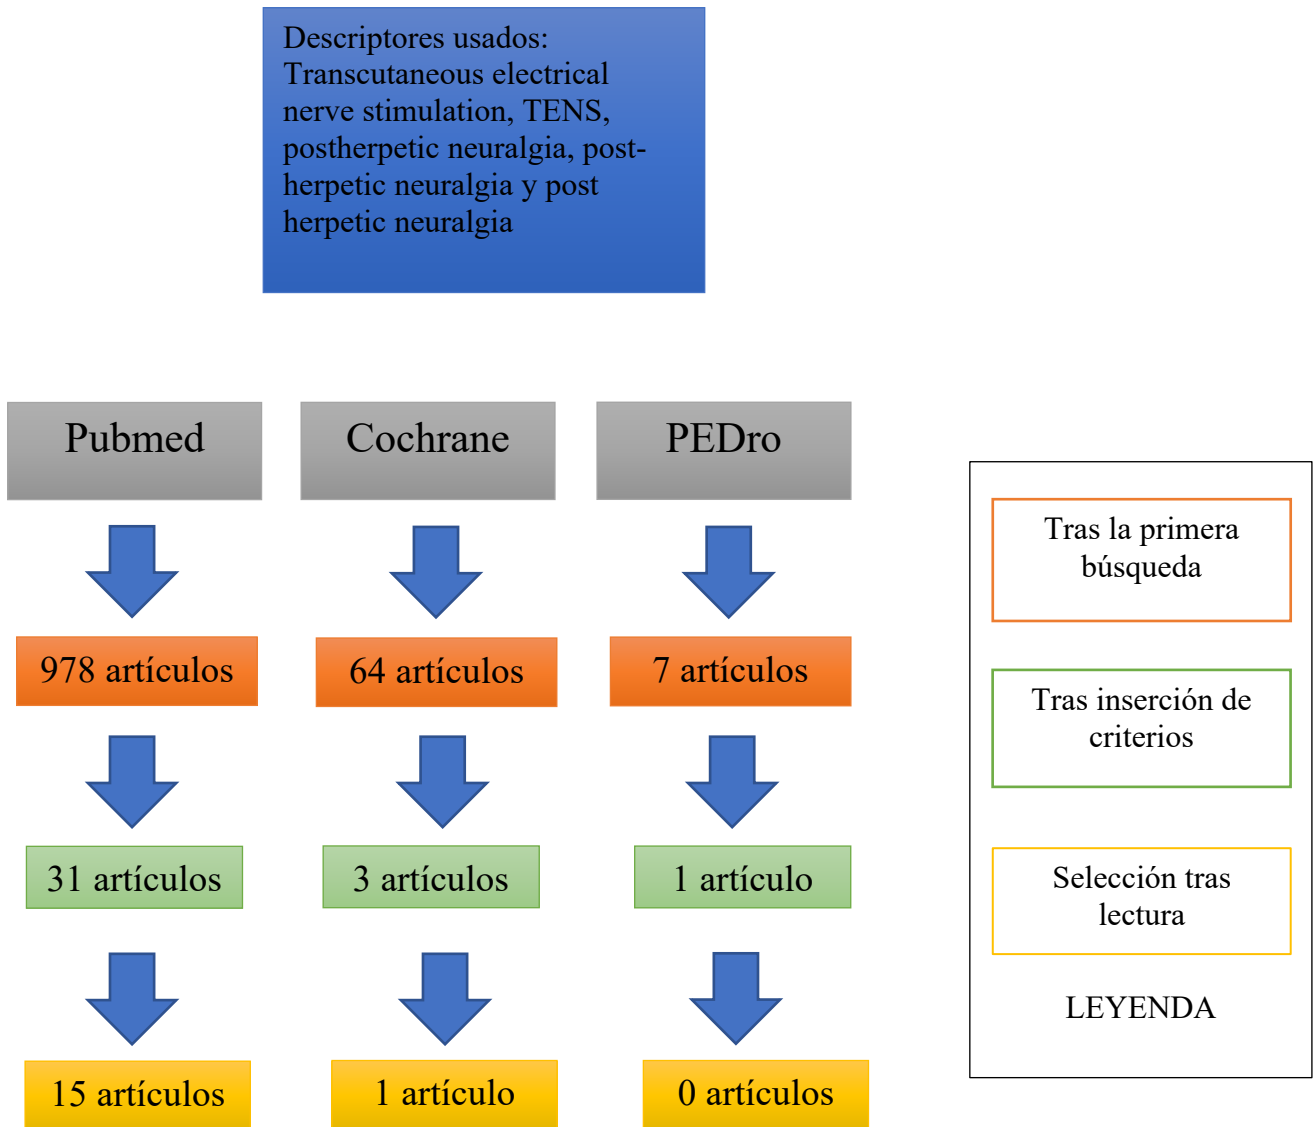 Descriptores usados:
Transcutaneous electrical
nerve stimulation, TENS,
postherpetic neuralgia, post-
herpetic neuralgia y post
herpetic neuralgia
Pubmed
Cochrane
PEDro
978 artículos
64 artículos
7 artículos
31 artículos
3 artículos
1 artículo
15 artículos
1 artículo
0 artículos
Tras la primera
búsqueda
Tras inserción de
criterios
Selección tras
lectura
LEYENDA